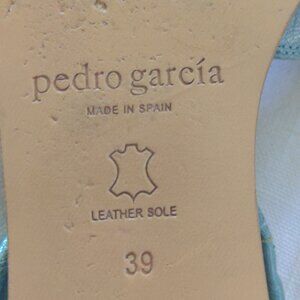 pedro garcía
MADE IN SPAIN
LEATHER SOLE
39